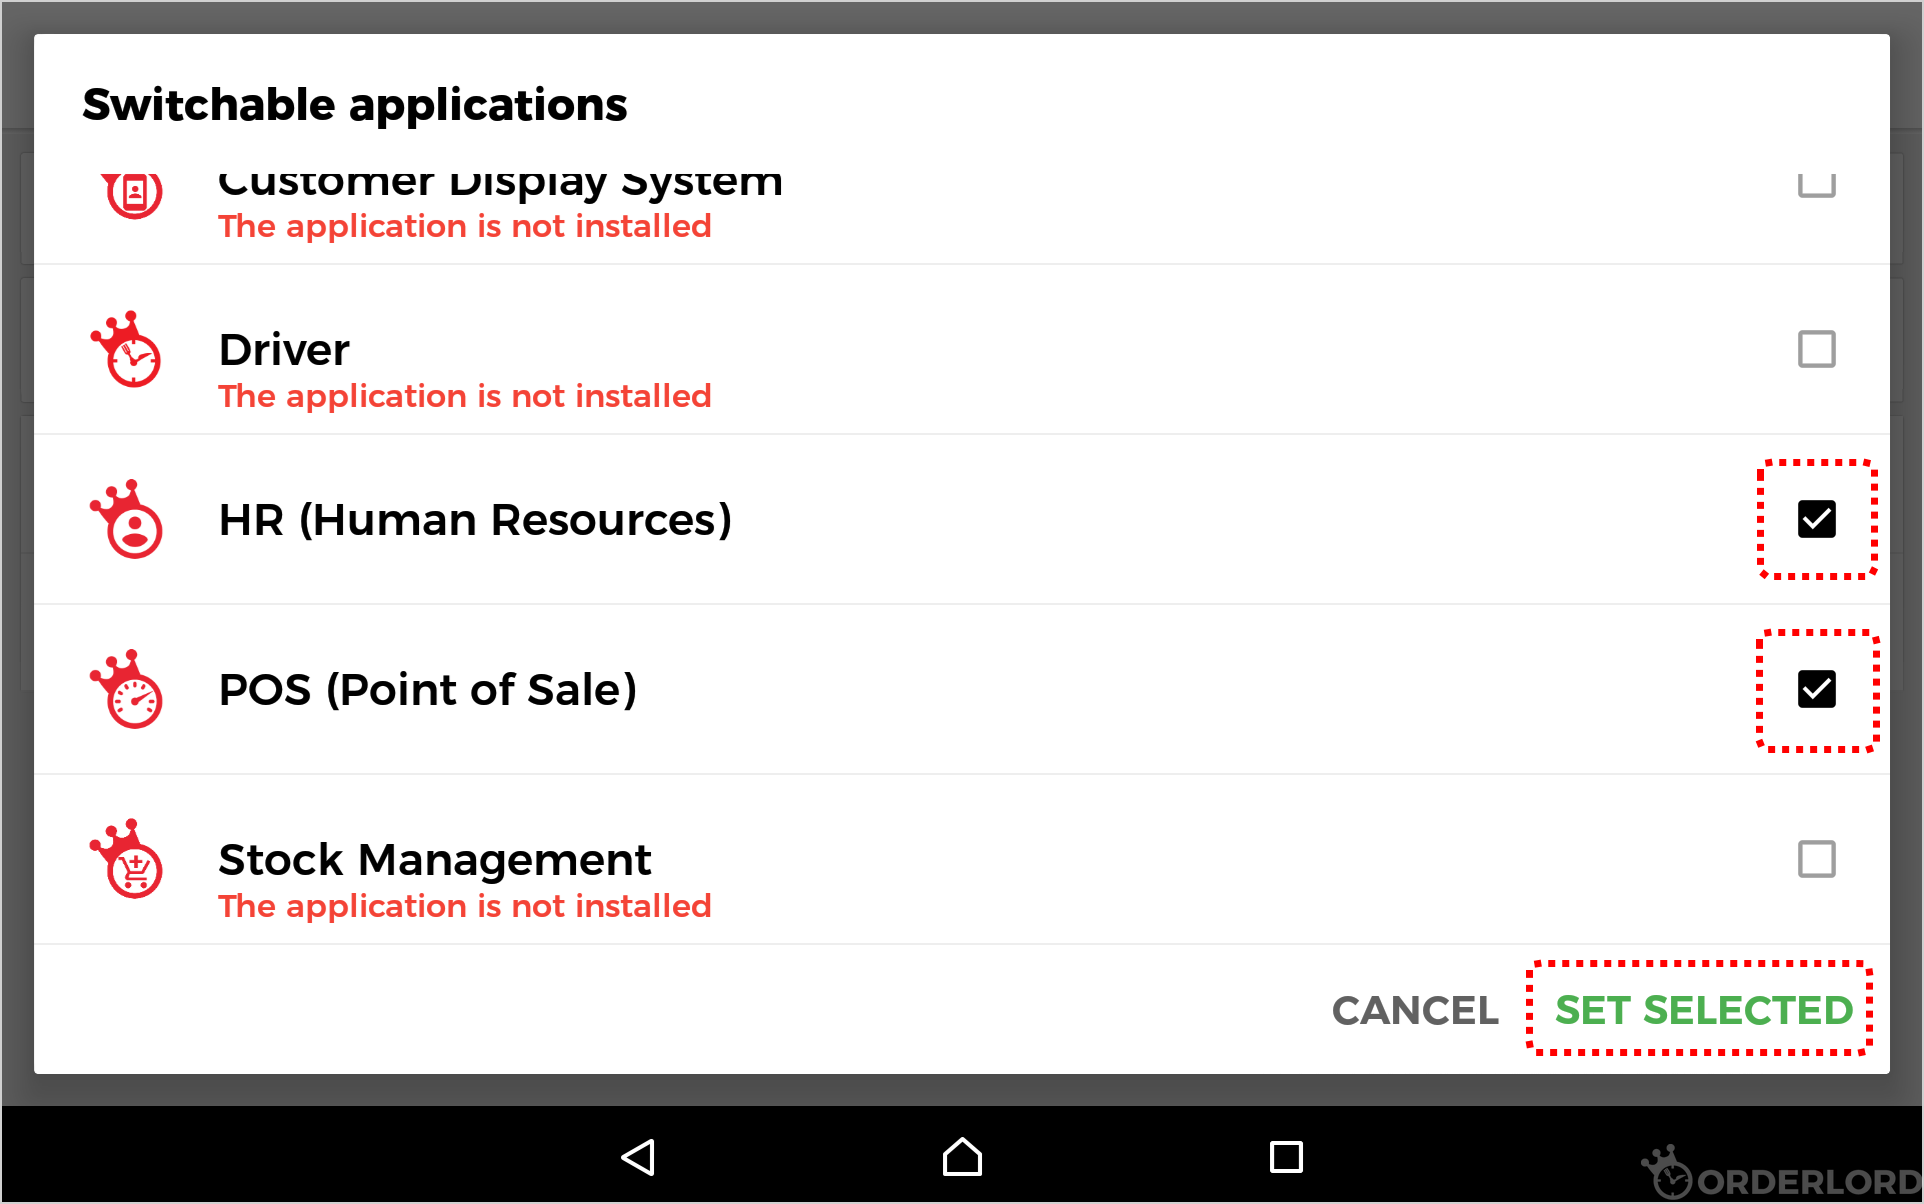 Switchable applications
Customer Display System
The application is not installed
Driver
The application is not installed
HR (Human Resources)
POS (Point of Sale)
Stock Management
The application is not installed
CANCEL SET SELECTED
ORDERLORD